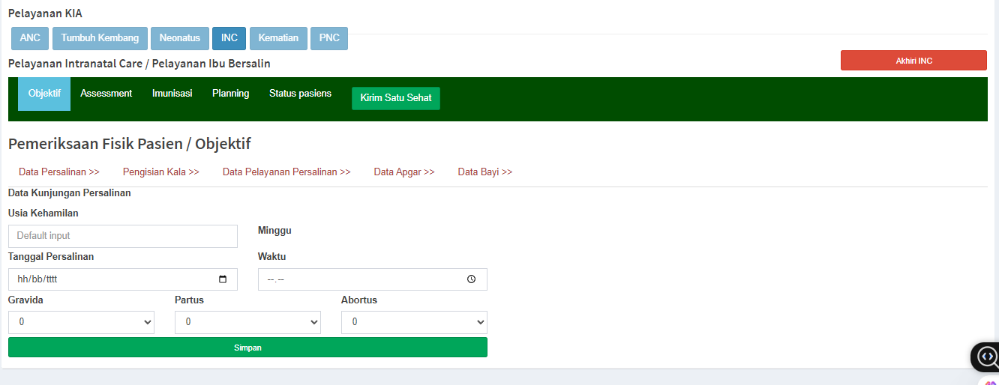 Pelayanan KIA
ANC Tumbuh Kembang Neonatus INC Kematian PNC
Pelayanan Intranatal Care / Pelayanan Ibu Bersalin
Akhiri INC
Objektif Assessment Imunisasi Planning Status pasiens Kirim Satu Sehat
Pemeriksaan Fisik Pasien / Objektif
Data Persalinan >> Pengisian Kala >> Data Pelayanan Persalinan >> Data Apgar >> Data Bayi >>
Data Kunjungan Persalinan
Usia Kehamilan
Default input Minggu
Tanggal Persalinan Waktu
hh/bb/tttt --.--
Gravida Partus Abortus
0 0 0
Simpan